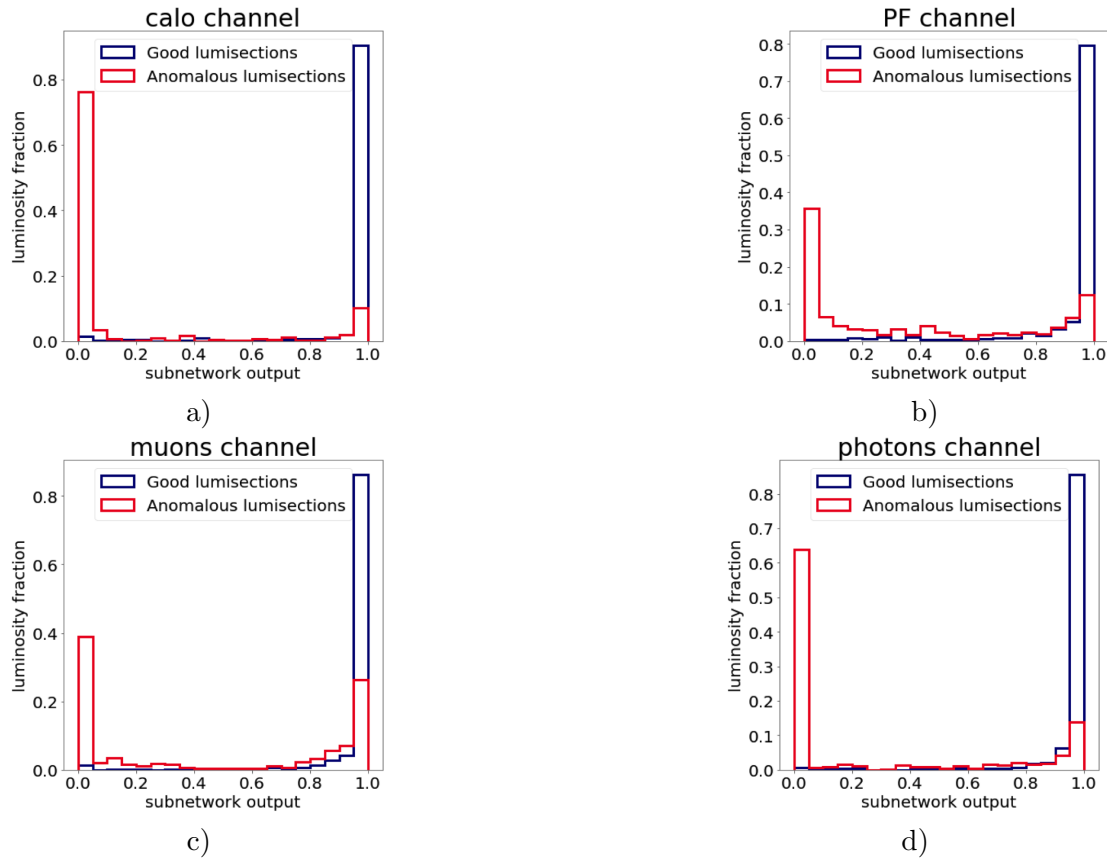 calo channel
Good lumisections
Anomalous lumisections
luminosity fraction
0.8
0.6
0.4
0.2
0.0
0.0 0.2 0.4 0.6 0.8 1.0
subnetwork output
a)
PF channel
Good lumisections
Anomalous lumisections
luminosity fraction
0.8
0.7
0.6
0.5
0.4
0.3
0.2
0.1
0.0
0.0 0.2 0.4 0.6 0.8 1.0
subnetwork output
b)
muons channel
Good lumisections
Anomalous lumisections
luminosity fraction
0.8
0.6
0.4
0.2
0.0
0.0 0.2 0.4 0.6 0.8 1.0
subnetwork output
c)
photons channel
Good lumisections
Anomalous lumisections
luminosity fraction
0.8
0.7
0.6
0.5
0.4
0.3
0.2
0.1
0.0
0.0 0.2 0.4 0.6 0.8 1.0
subnetwork output
d)